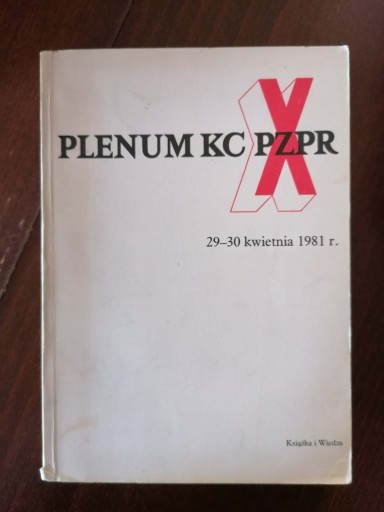 X
PLENUM KC PZPR
29–30 kwietnia 1981 r.
Książka i Wiedza